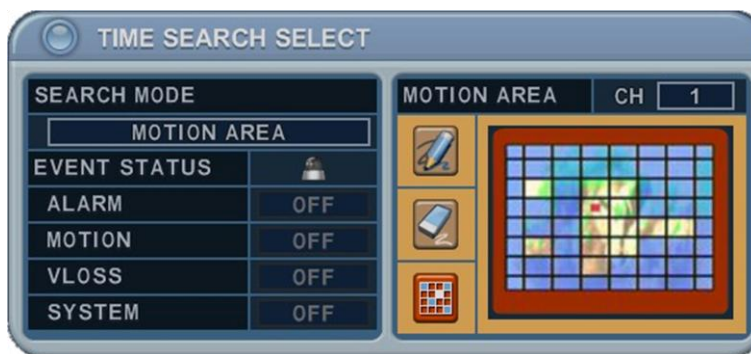 TIME SEARCH SELECT
SEARCH MODE
MOTION AREA
EVENT STATUS
ALARM OFF
MOTION OFF
VLOSS OFF
SYSTEM OFF
MOTION AREA CH 1